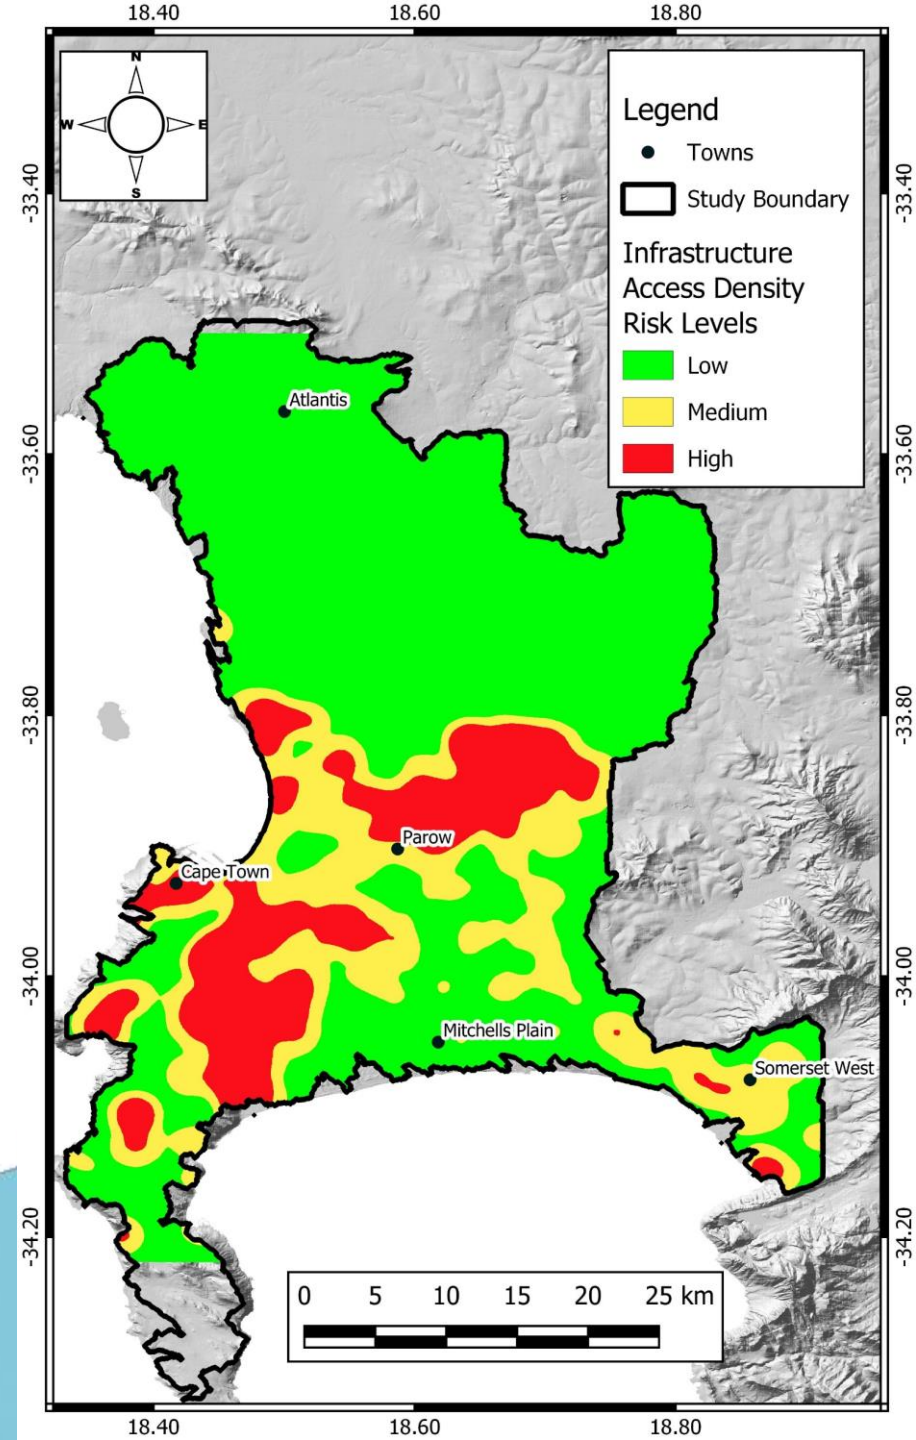 18.40 18.60 18.80
N
W E
S
Legend
Towns
Study Boundary
Infrastructure
Access Density
Risk Levels
Low
Medium
High
-33.40 -33.40
Atlantis
-33.60 -33.60
-33.80 -33.80
Parow
Cape Town
-34.00 -34.00
Mitchells Plain
Somerset West
-34.20 -34.20
0 5 10 15 20 25 km
18.40 18.60 18.80